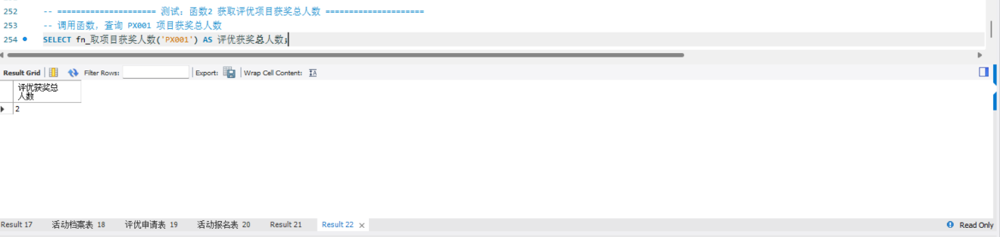 252 -- ===================== 测试：函数2 获取评优项目获奖总人数 =====================
253 -- 调用函数，查询 PX001 项目获奖总人数
254 SELECT fn_取项目获奖人数('PX001') AS 评优获奖总人数;
Result Grid Filter Rows: Export: Wrap Cell Content:
评优获奖总
人数
2
Result 17 活动档案表 18 评优申请表 19 活动报名表 20 Result 21 Result 22 × Read Only